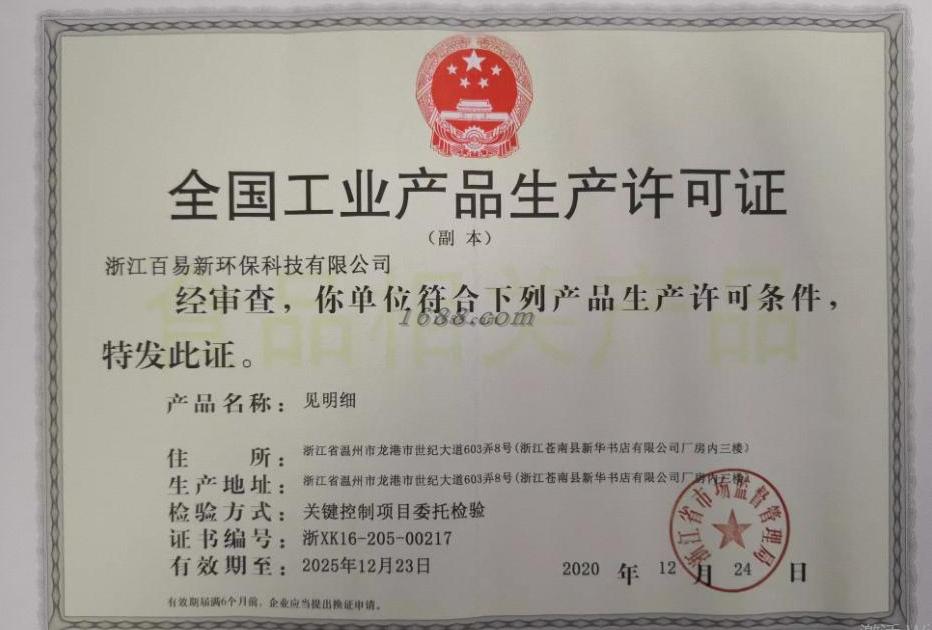 全国工业产品生产许可证
（副 本）
浙江百易新环保科技有限公司
食品相关产品
经审查，你单位符合下列产品生产许可条件，
1688.com
特发此证。
产品名称：见明细
住 所：浙江省温州市龙港市世纪大道603弄8号(浙江苍南县新华书店有限公司厂房内三楼)
生产地址：浙江省温州市龙港市世纪大道603弄8号(浙江苍南县新华书店有限公司厂房内三楼)
检验方式：关键控制项目委托检验
证书编号：浙XK16-205-00217
有效期至：2025年12月23日
2020 年 12 月 24 日
浙江省市场监督管理局
有效期届满6个月前，企业应当提出换证申请。